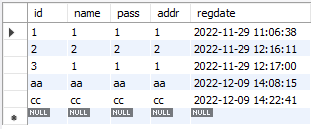 id name pass addr regdate
1 1 1 1 2022-11-29 11:06:38
2 2 2 2 2022-11-29 12:16:11
3 1 1 1 2022-11-29 12:17:00
aa aa aa aa 2022-12-09 14:08:15
cc cc cc cc 2022-12-09 14:22:41
NULL NULL NULL NULL NULL